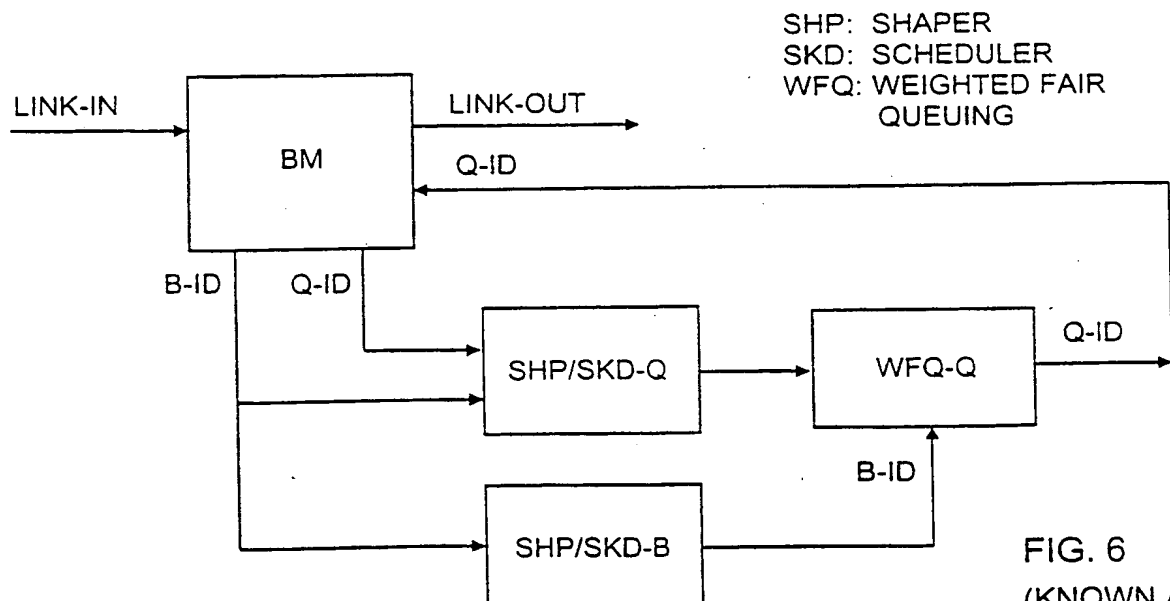 SHP: SHAPER
SKD: SCHEDULER
WFQ: WEIGHTED FAIR
QUEUING
LINK-IN
LINK-OUT
BM
Q-ID
B-ID
Q-ID
SHP/SKD-Q
WFQ-Q
Q-ID
B-ID
SHP/SKD-B
FIG. 6
(KNOWN